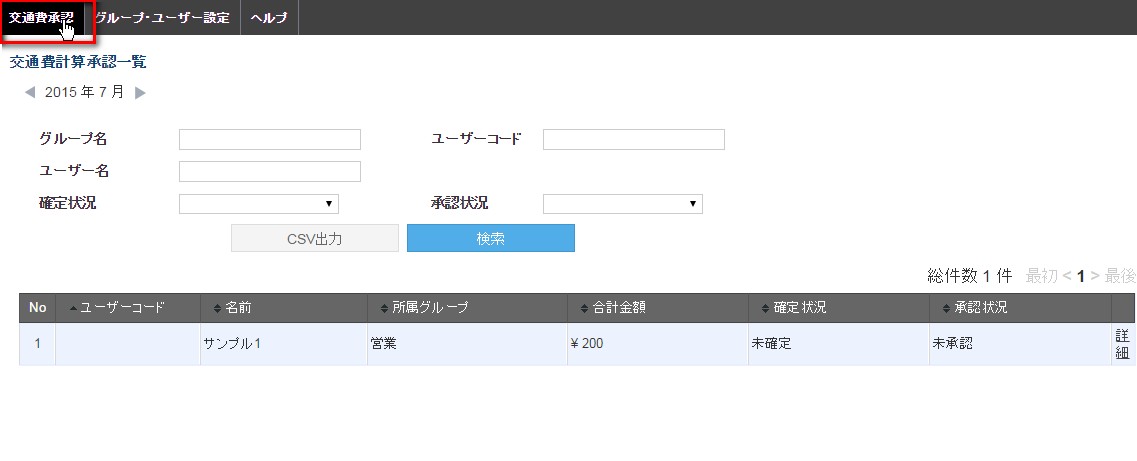 交通費承認 グループ・ユーザー設定 ヘルプ
交通費計算承認一覧
2015 年 7 月
グループ名 ユーザーコード
ユーザー名
確定状況 承認状況
CSV出力 検索
総件数 1 件 最初 < 1 > 最後
No ユーザーコード 名前 所属グループ 合計金額 確定状況 承認状況
1 サンプル1 営業 ¥ 200 未確定 未承認 詳細